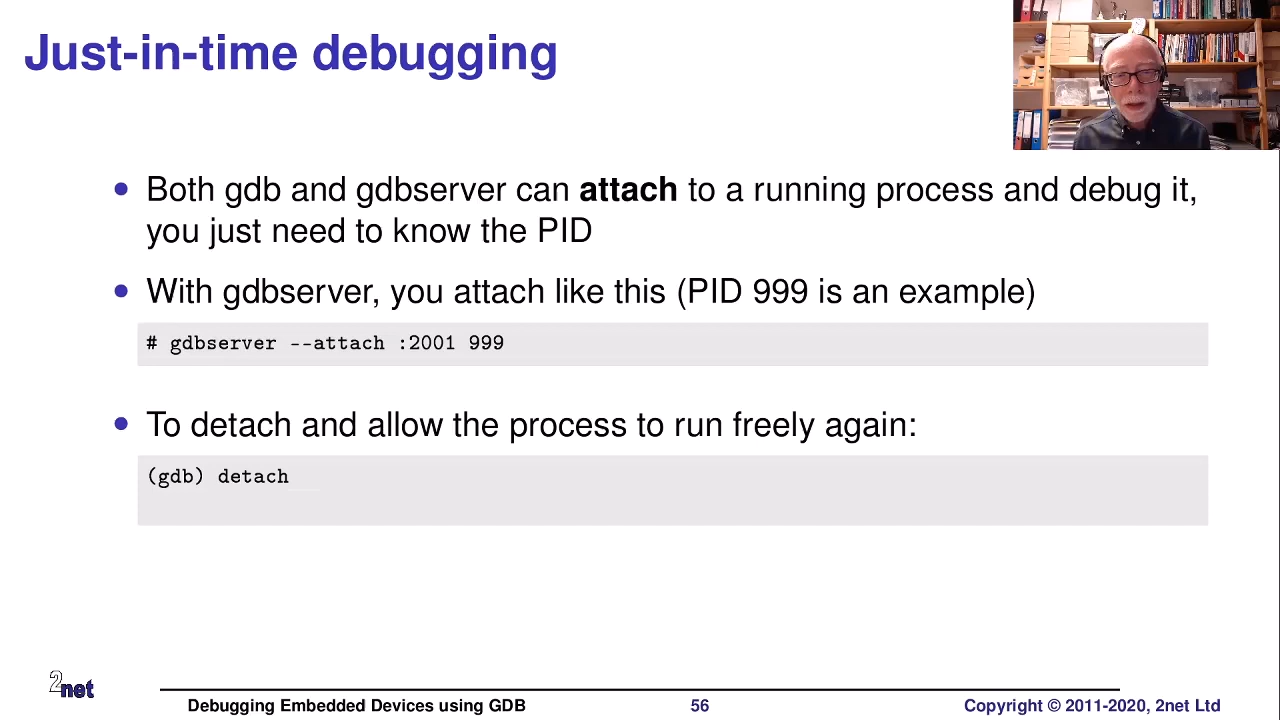 Just-in-time debugging
• Both gdb and gdbserver can attach to a running process and debug it,
you just need to know the PID
• With gdbserver, you attach like this (PID 999 is an example)
# gdbserver --attach :2001 999
• To detach and allow the process to run freely again:
(gdb) detach
2net
Debugging Embedded Devices using GDB
56
Copyright © 2011-2020, 2net Ltd